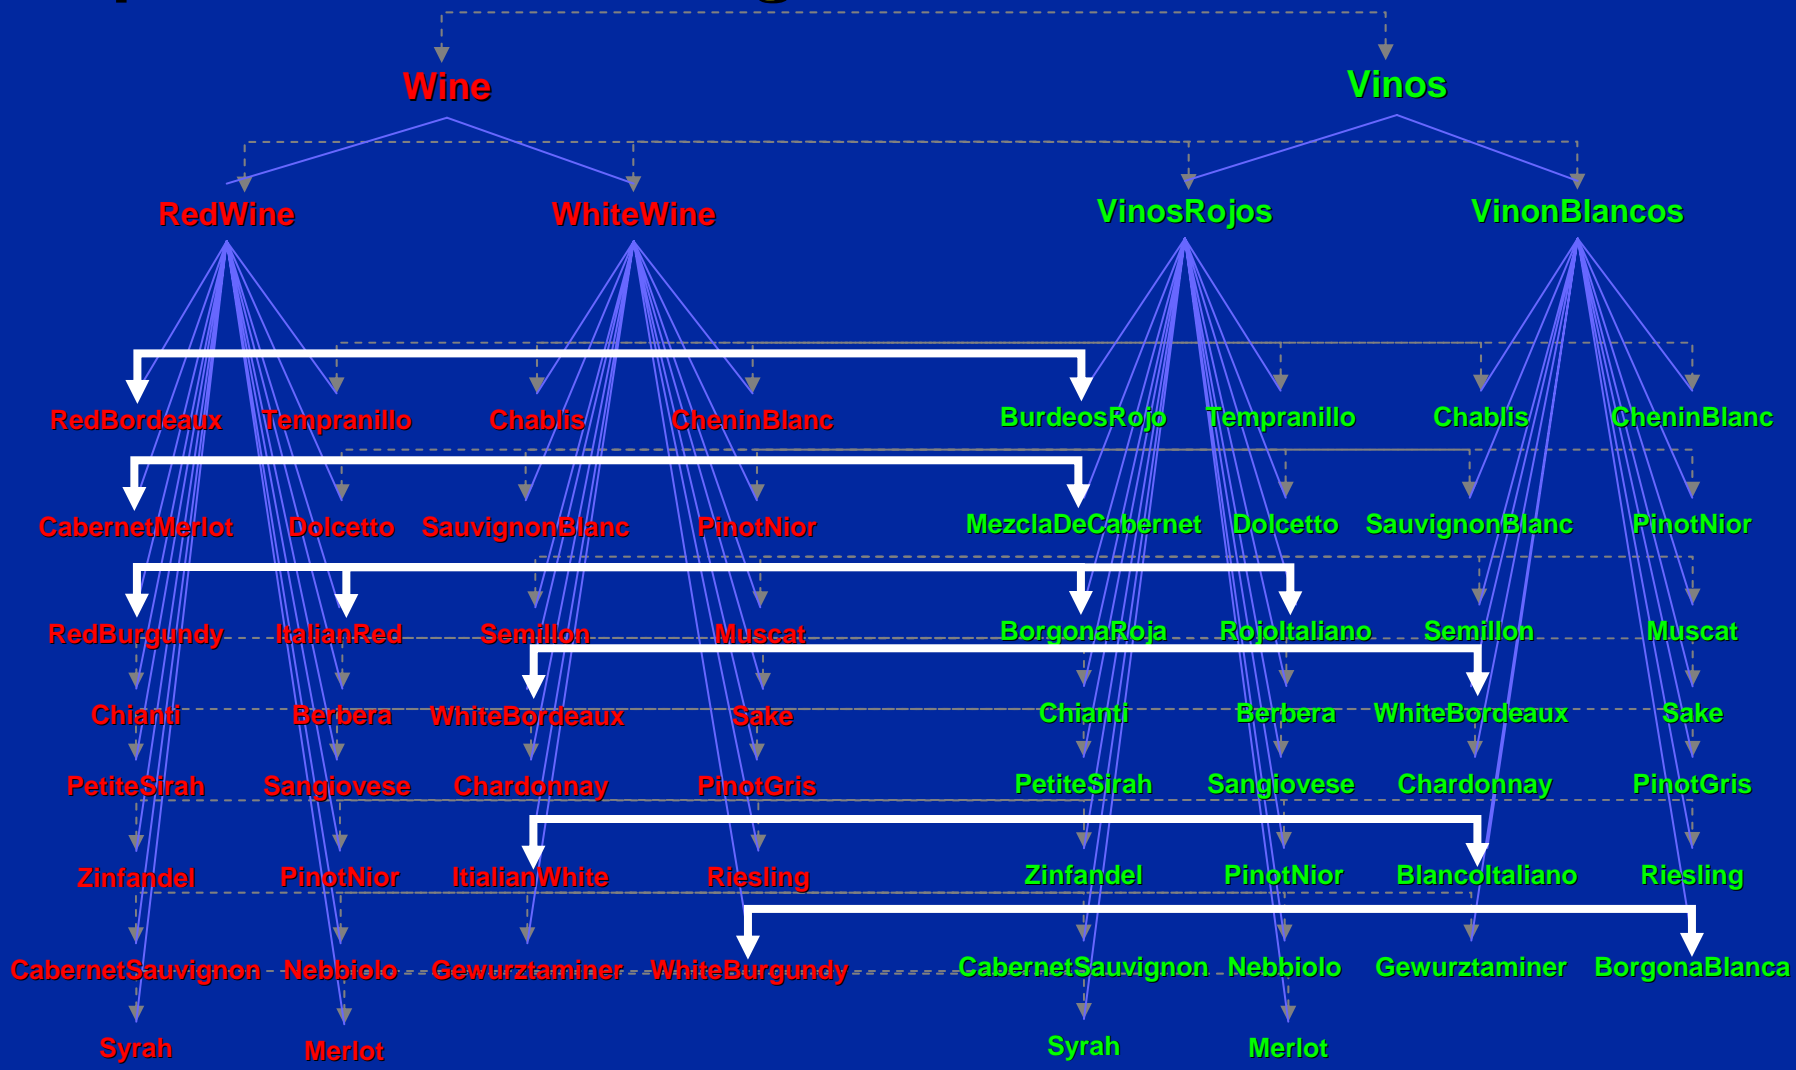 Wine Vinos
RedWine WhiteWine VinosRojos VinonBlancos
RedBordeaux Tempranillo Chablis CheninBlanc BurdeosRojo Tempranillo Chablis CheninBlanc
CabernetMerlot Dolcetto SauvignonBlanc PinotNior MezclaDeCabernet Dolcetto SauvignonBlanc PinotNior
RedBurgundy ItalianRed Semillon Muscat BorgonaRoja RojoItaliano Semillon Muscat
Chianti Berbera WhiteBordeaux Sake Chianti Berbera WhiteBordeaux Sake
PetiteSirah Sangiovese Chardonnay PinotGris PetiteSirah Sangiovese Chardonnay PinotGris
Zinfandel PinotNior ItialianWhite Riesling Zinfandel PinotNior BlancoItaliano Riesling
CabernetSauvignon Nebbiolo Gewurztaminer WhiteBurgundy CabernetSauvignon Nebbiolo Gewurztaminer BorgonaBlanca
Syrah Merlot Syrah Merlot